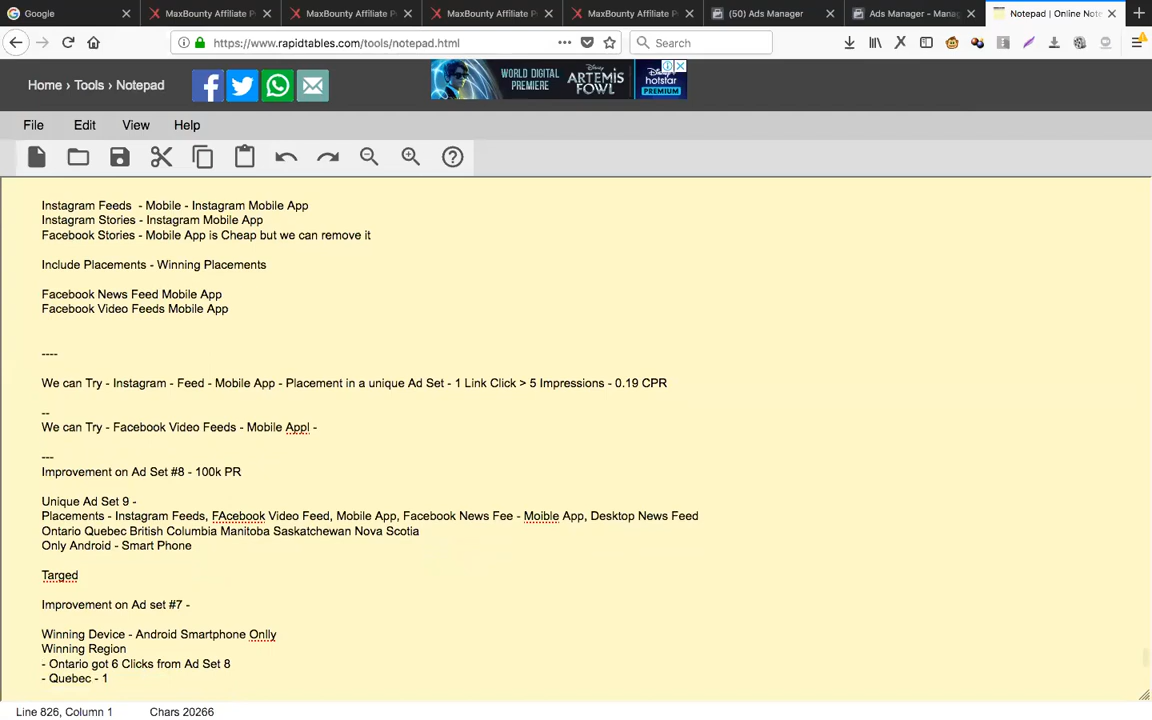 Google
MaxBounty Affiliate P
MaxBounty Affiliate P
MaxBounty Affiliate P
MaxBounty Affiliate P
(50) Ads Manager
Ads Manager - Manag
Notepad | Online Note
https://www.rapidtables.com/tools/notepad.html
Search
Home › Tools › Notepad
WORLD DIGITAL PREMIERE
ARTEMIS FOWL
Disney+ hotstar PREMIUM
File Edit View Help
Instagram Feeds  - Mobile - Instagram Mobile App
Instagram Stories - Instagram Mobile App
Facebook Stories - Mobile App is Cheap but we can remove it
Include Placements - Winning Placements
Facebook News Feed Mobile App
Facebook Video Feeds Mobile App
----
We can Try - Instagram - Feed - Mobile App - Placement in a unique Ad Set - 1 Link Click > 5 Impressions - 0.19 CPR
--
We can Try - Facebook Video Feeds - Mobile Appl -
---
Improvement on Ad Set #8 - 100k PR
Unique Ad Set 9 -
Placements - Instagram Feeds, FAcebook Video Feed, Mobile App, Facebook News Fee - Moible App, Desktop News Feed
Ontario Quebec British Columbia Manitoba Saskatchewan Nova Scotia
Only Android - Smart Phone
Targed
Improvement on Ad set #7 -
Winning Device - Android Smartphone Onlly
Winning Region
- Ontario got 6 Clicks from Ad Set 8
- Quebec - 1
Line 826, Column 1
Chars 20266